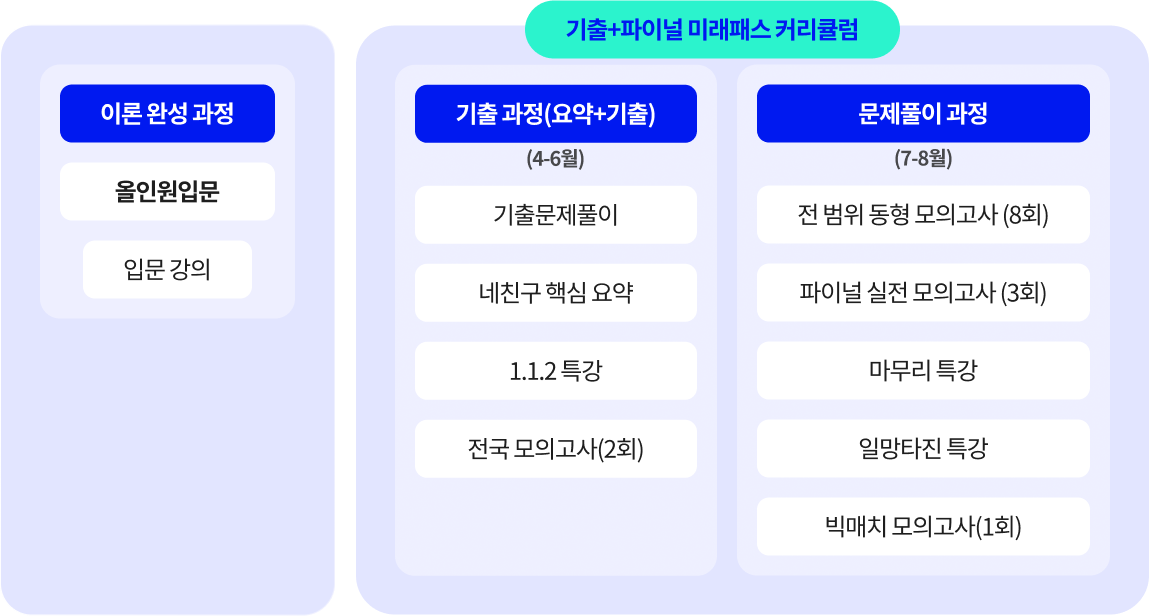 기출+파이널 미래패스 커리큘럼
이론 완성 과정
올인원입문
입문 강의
기출 과정(요약+기출)
(4-6월)
기출문제풀이
네친구 핵심 요약
1.1.2 특강
전국 모의고사(2회)
문제풀이 과정
(7-8월)
전 범위 동형 모의고사 (8회)
파이널 실전 모의고사 (3회)
마무리 특강
일망타진 특강
빅매치 모의고사(1회)